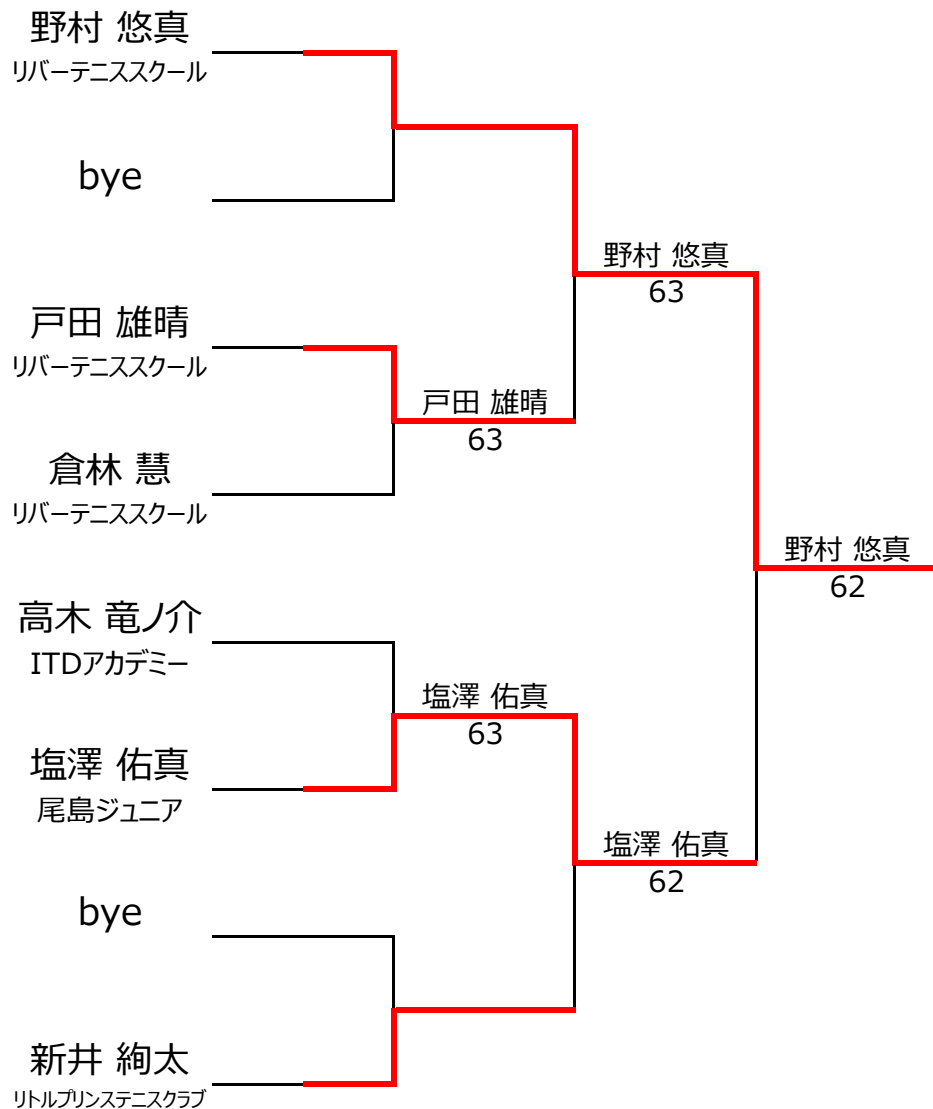 野村 悠真
リバーテニススクール
bye
戸田 雄晴
リバーテニススクール
倉林 慧
リバーテニススクール
高木 竜ノ介
ITDアカデミー
塩澤 佑真
尾島ジュニア
bye
新井 絢太
リトルプリンステニスクラブ
戸田 雄晴
63
塩澤 佑真
63
野村 悠真
63
塩澤 佑真
62
野村 悠真
62